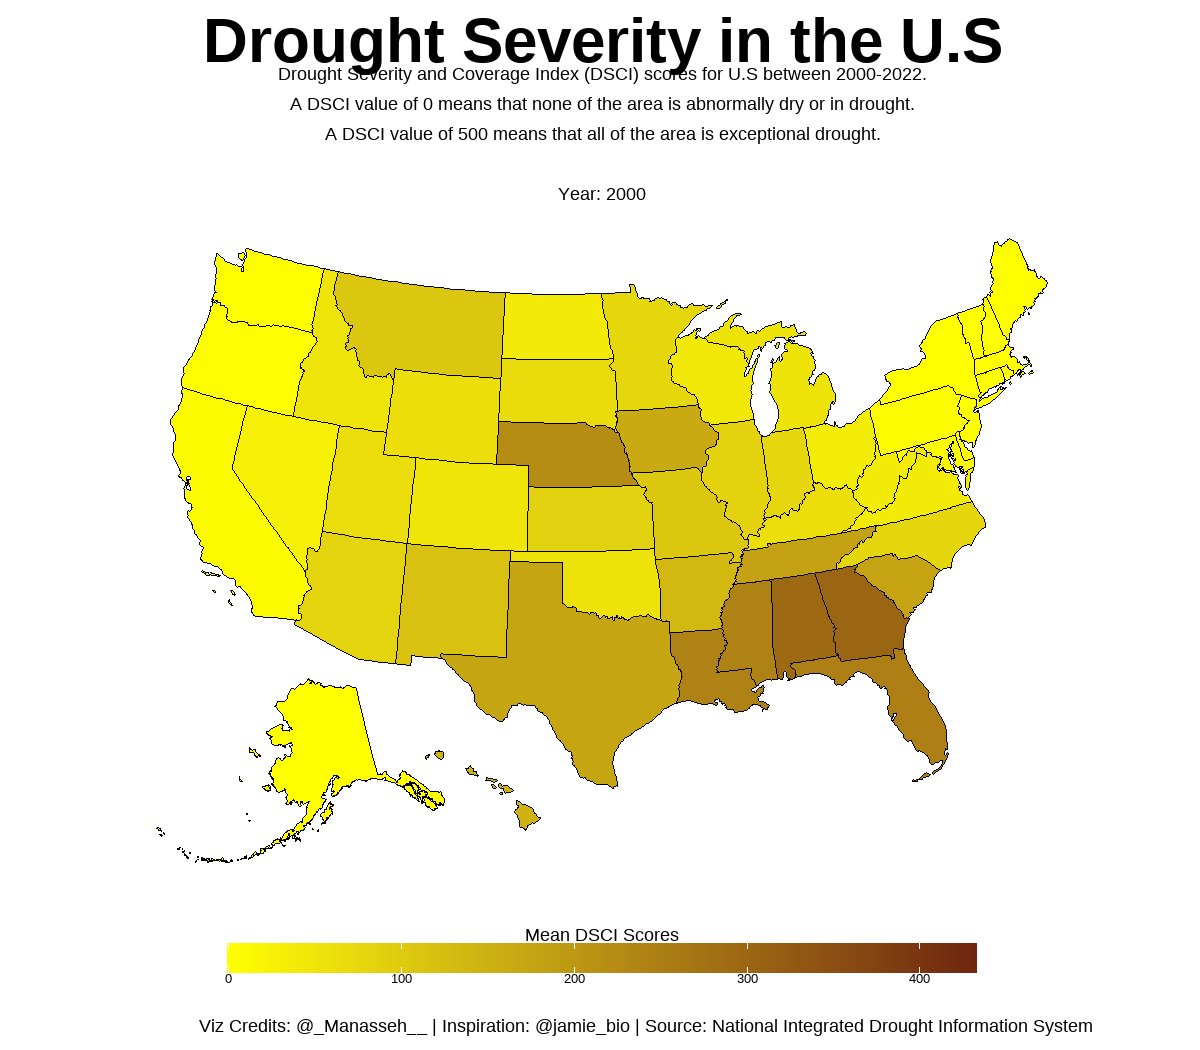 Drought Severity in the U.S
Drought Severity and Coverage Index (DSCI) scores for U.S between 2000-2022.
A DSCI value of 0 means that none of the area is abnormally dry or in drought.
A DSCI value of 500 means that all of the area is exceptional drought.
Year: 2000
Mean DSCI Scores
0 100 200 300 400
Viz Credits: @_Manasseh__ | Inspiration: @jamie_bio | Source: National Integrated Drought Information System